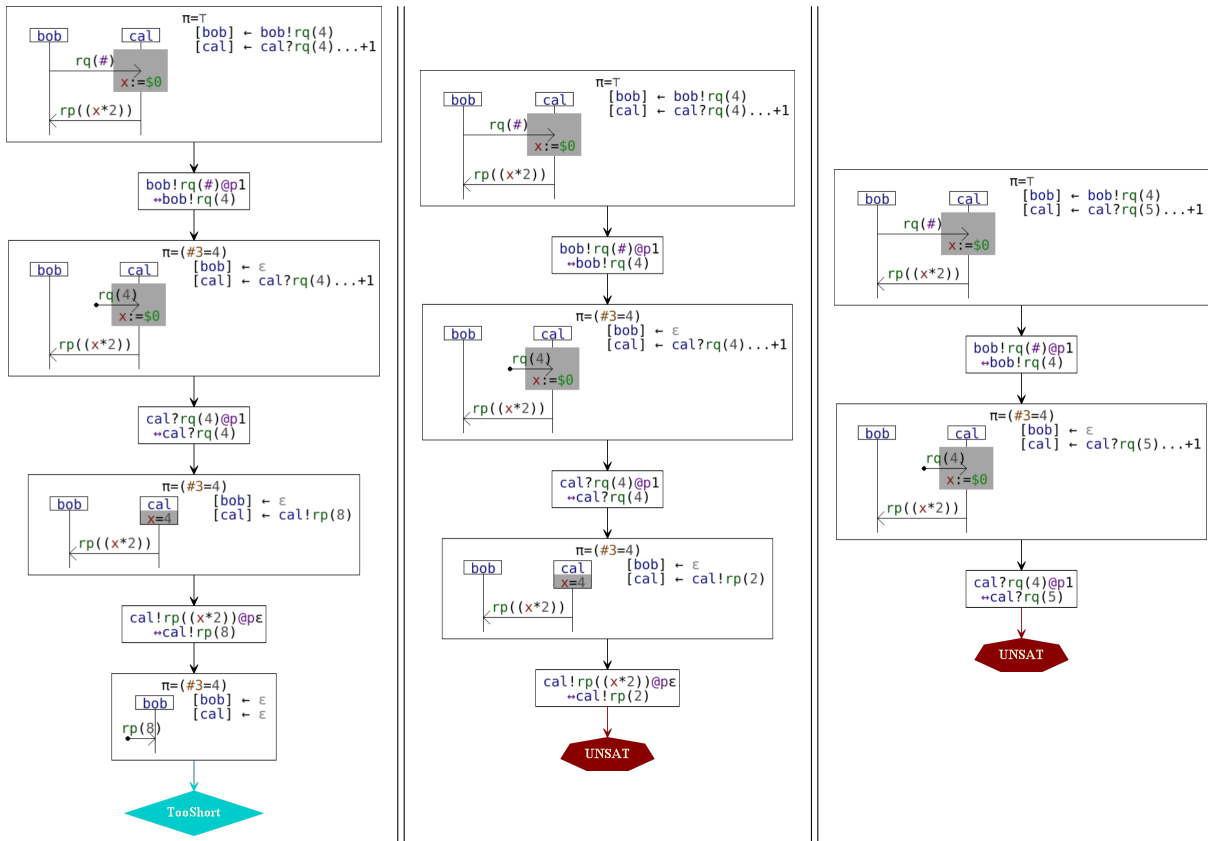 π=⊤
bob
cal
[bob] ← bob!rq(4)
[cal] ← cal?rq(4)...+1
rq(#)
x:=$0
rp((x*2))
bob!rq(#)@p1
↔bob!rq(4)
π=(#3=4)
bob
cal
[bob] ← ε
[cal] ← cal?rq(4)...+1
rq(4)
x:=$0
rp((x*2))
cal?rq(4)@p1
↔cal?rq(4)
π=(#3=4)
bob
cal
x=4
[bob] ← ε
[cal] ← cal!rp(8)
rp((x*2))
cal!rp((x*2))@pε
↔cal!rp(8)
π=(#3=4)
bob
[bob] ← ε
[cal] ← ε
rp(8)
TooShort
π=⊤
bob
cal
[bob] ← bob!rq(4)
[cal] ← cal?rq(4)...+1
rq(#)
x:=$0
rp((x*2))
bob!rq(#)@p1
↔bob!rq(4)
π=(#3=4)
bob
cal
[bob] ← ε
[cal] ← cal?rq(4)...+1
rq(4)
x:=$0
rp((x*2))
cal?rq(4)@p1
↔cal?rq(4)
π=(#3=4)
bob
cal
x=4
[bob] ← ε
[cal] ← cal!rp(2)
rp((x*2))
cal!rp((x*2))@pε
↔cal!rp(2)
UNSAT
π=⊤
bob
cal
[bob] ← bob!rq(4)
[cal] ← cal?rq(5)...+1
rq(#)
x:=$0
rp((x*2))
bob!rq(#)@p1
↔bob!rq(4)
π=(#3=4)
bob
cal
[bob] ← ε
[cal] ← cal?rq(5)...+1
rq(4)
x:=$0
rp((x*2))
cal?rq(4)@p1
↔cal?rq(5)
UNSAT